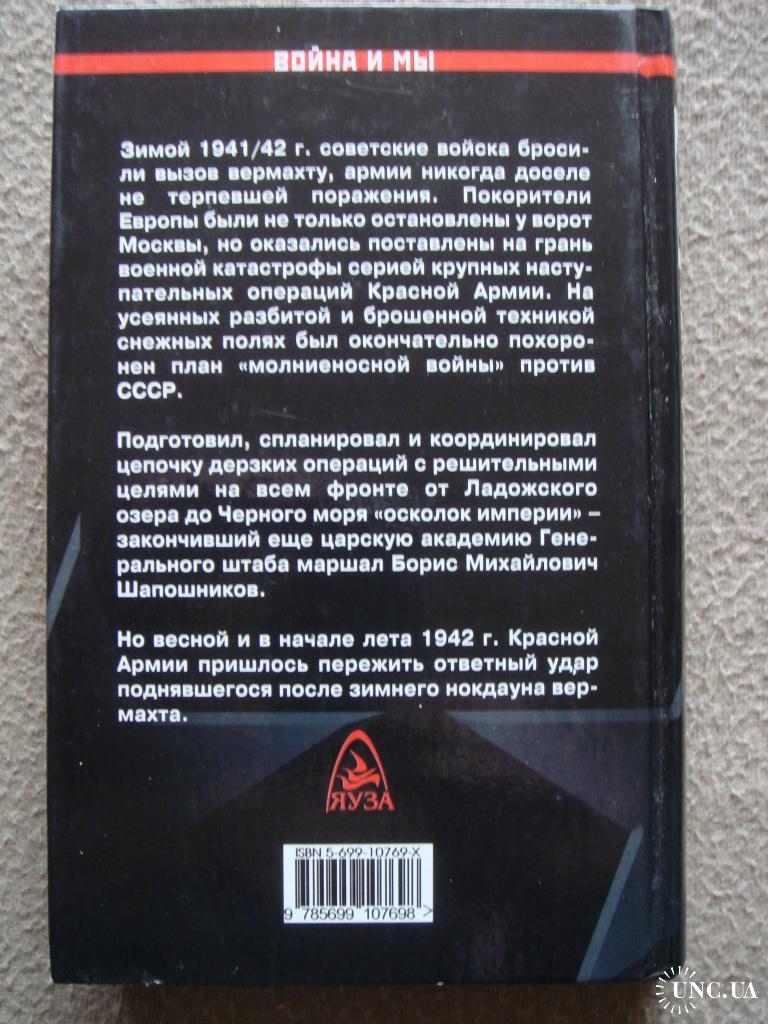 ВОЙНА И МЫ
Зимой 1941/42 г. советские войска броси-
ли вызов вермахту, армии никогда доселе
не терпевшей поражения. Покорители
Европы были не только остановлены у ворот
Москвы, но оказались поставлены на грань
военной катастрофы серией крупных насту-
пательных операций Красной Армии. На
усеянных разбитой и брошенной техникой
снежных полях был окончательно похоро-
нен план «молниеносной войны» против
СССР.
Подготовил, спланировал и координировал
цепочку дерзких операций с решительными
целями на всем фронте от Ладожского
озера до Черного моря «осколок империи» –
закончивший еще царскую академию Гене-
рального штаба маршал Борис Михайлович
Шапошников.
Но весной и в начале лета 1942 г. Красной
Армии пришлось пережить ответный удар
поднявшегося после зимнего нокдауна вер-
махта.
ЯУЗА
ISBN 5-699-10769-X
9 785699 107698 >
UNC.UA